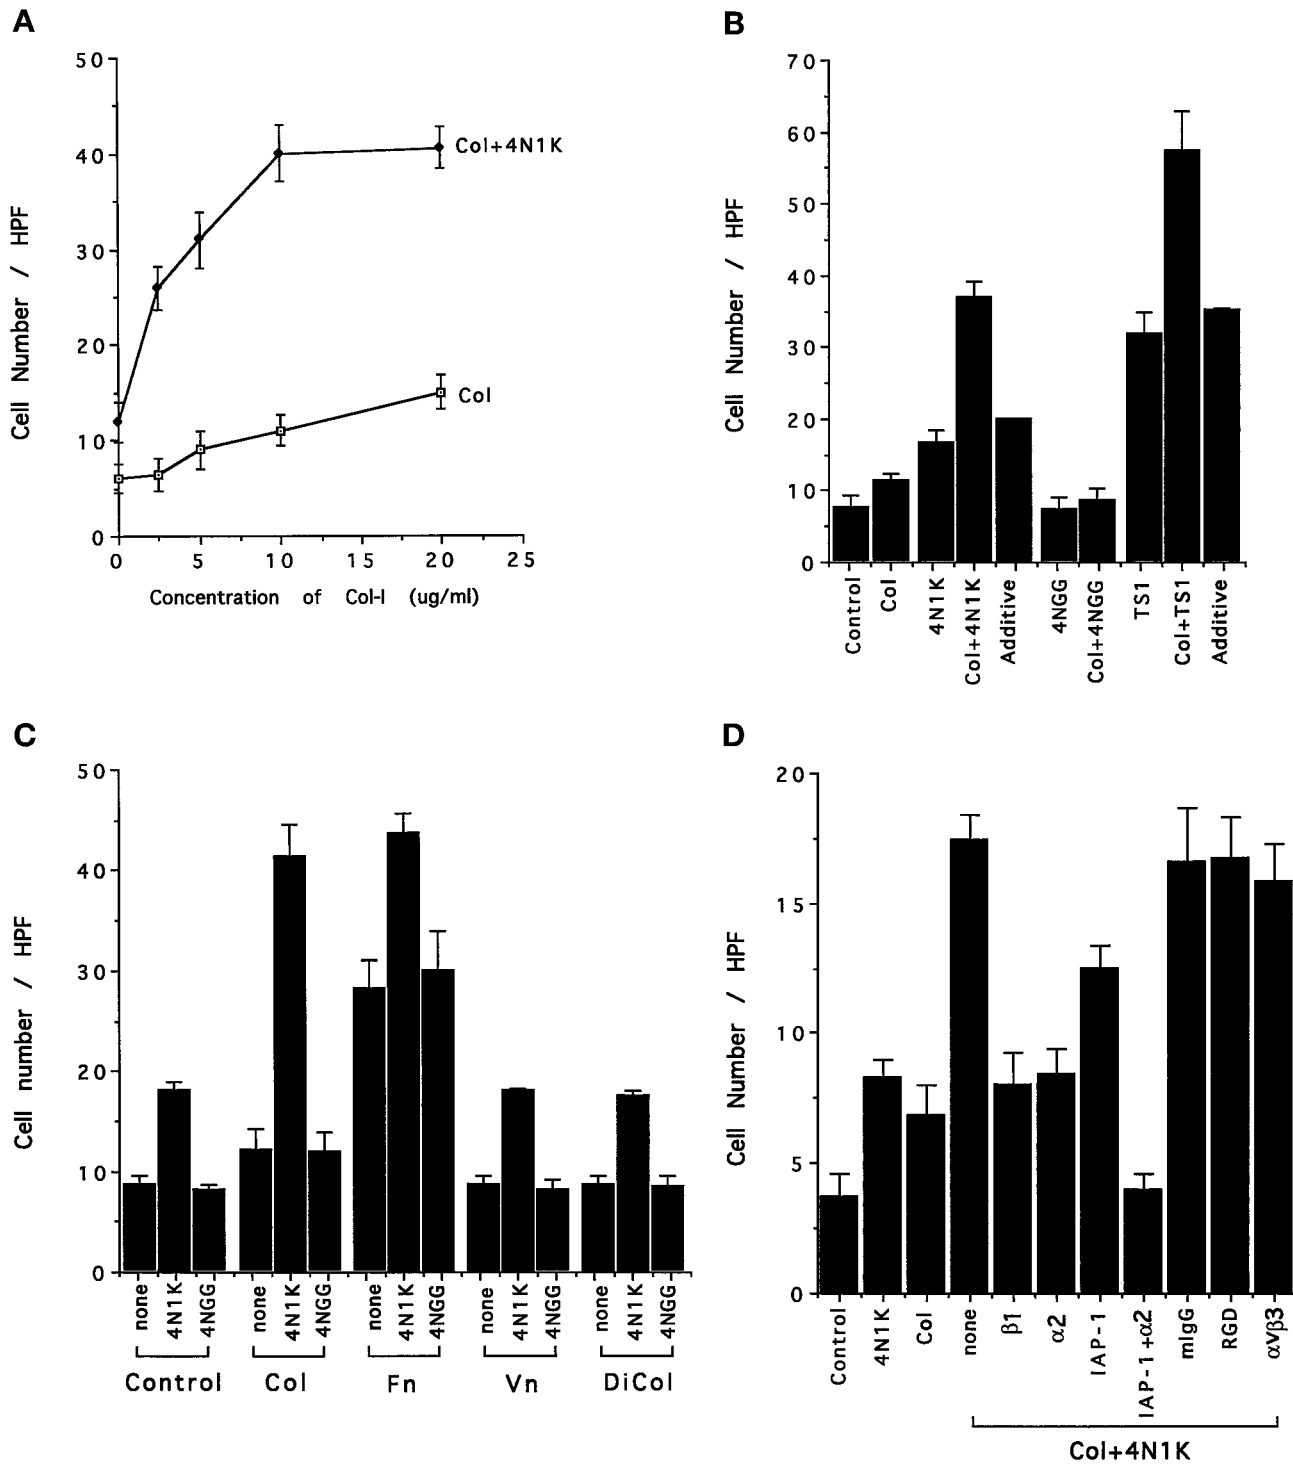 A
50
40
30
20
10
0
Cell Number / HPF
Col+4N1K
Col
0 5 10 15 20 25
Concentration of Col-I (ug/ml)
B
70
60
50
40
30
20
10
0
Cell Number / HPF
Control
Col
4N1K
Col+4N1K
Additive
4NGG
Col+4NGG
TS1
Col+TS1
Additive
C
50
40
30
20
10
0
Cell number / HPF
none
4N1K
4NGG
none
4N1K
4NGG
none
4N1K
4NGG
none
4N1K
4NGG
none
4N1K
4NGG
Control Col Fn Vn DiCol
D
20
15
10
5
0
Cell Number / HPF
Control
4N1K
Col
none
β1
α2
IAP-1
IAP-1+α2
mIgG
RGD
αVβ3
Col+4N1K